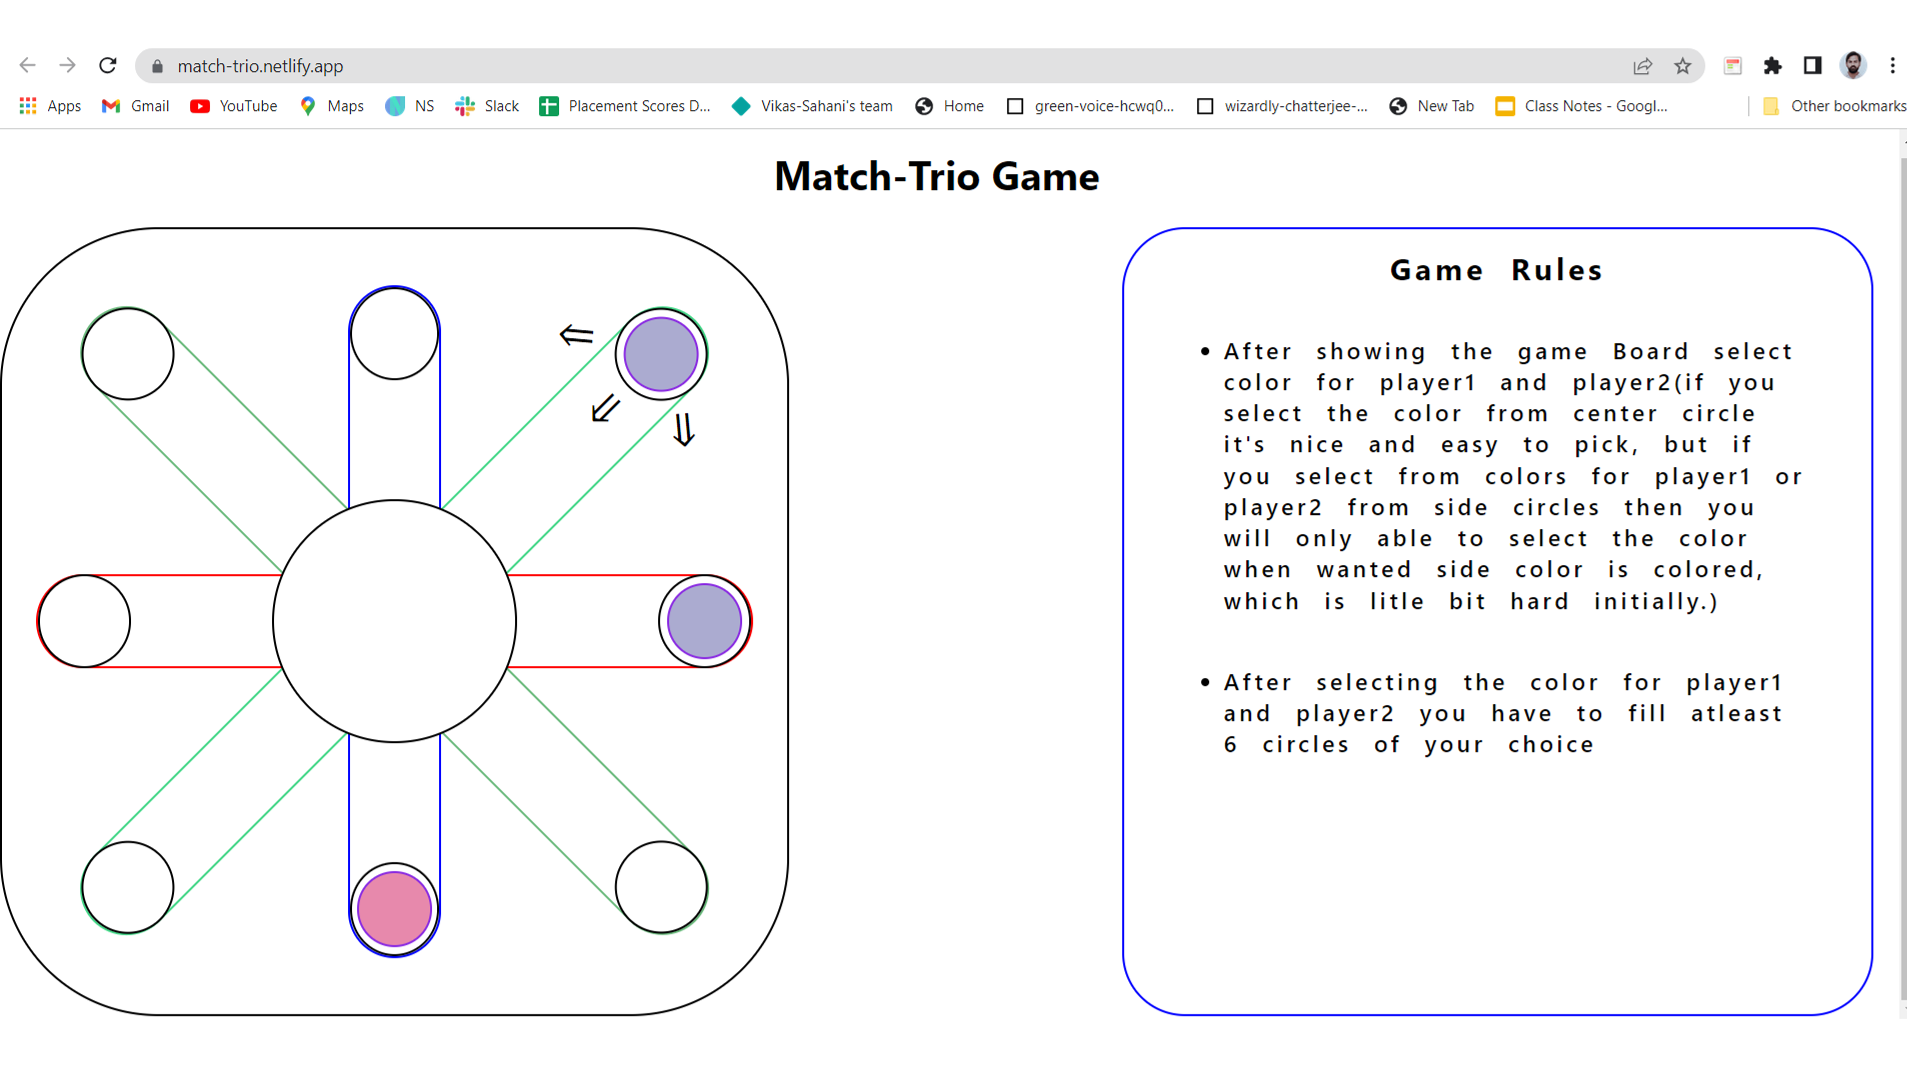 match-trio.netlify.app
Apps Gmail YouTube Maps NS Slack Placement Scores D... Vikas-Sahani's team Home green-voice-hcwq0... wizardly-chatterjee-... New Tab Class Notes - Googl... Other bookmarks
Match-Trio Game
Game Rules
After showing the game Board select
color for player1 and player2(if you
select the color from center circle
it's nice and easy to pick, but if
you select from colors for player1 or
player2 from side circles then you
will only able to select the color
when wanted side color is colored,
which is litle bit hard initially.)
After selecting the color for player1
and player2 you have to fill atleast
6 circles of your choice